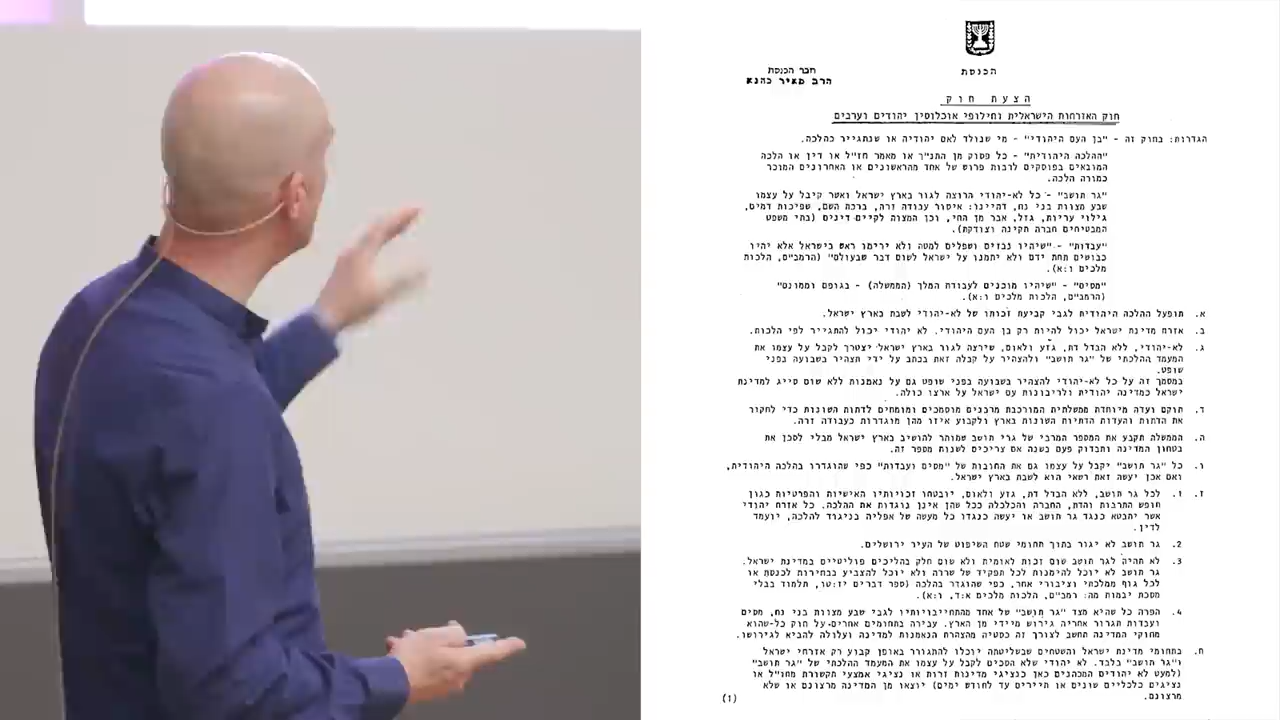 הכנסת
חבר הכנסת
הרב מאיר כהנא
הצעת חוק
חוק האזרחות הישראלית וחילופי אוכלוסין יהודים וערבים
הגדרות: בחוק זה - "בן העם היהודי" - מי שנולד לאם יהודיה או שנתגייר כהלכה.
"ההלכה היהודית" - כל פסוק מן התנ"ך או מאמר חז"ל או דין או הלכה
המובאים בפוסקים לרבות פרוש של אחד מהראשונים או האחרונים המוכר
כמורה הלכה.
"גר תושב" - כל לא-יהודי הרוצה לגור בארץ ישראל ואשר קיבל על עצמו
שבע מצוות בני נח, דהיינו: איסור עבודה זרה, ברכת השם, שפיכות דמים,
גילוי עריות, גזל, אבר מן החי, וכן המצוה לקיים דינים (בתי משפט
המבטיחים חברה תקינה וצודקת).
"עבדות" - "שיהיו נבזים ושפלים למטה ולא ירימו ראש בישראל אלא יהיו
כבושים תחת ידם ולא יתמנו על ישראל לשום דבר שבעולם" (הרמב"ם, הלכות
מלכים ו:א).
"מסים" - "שיהיו מוכנים לעבודת המלך (הממשלה) - בגופם וממונם"
(הרמב"ם, הלכות מלכים ו:א).
א. תופעל ההלכה היהודית לגבי קביעת זכותו של לא-יהודי לשבת בארץ ישראל.
ב. אזרח מדינת ישראל יכול להיות רק בן העם היהודי. לא יהודי יכול להתגייר לפי הלכות.
ג. לא-יהודי, ללא הבדל דת, גזע ולאום, שירצה לגור בארץ ישראל יצטרך לקבל על עצמו את
המעמד ההלכתי של "גר תושב" ולהצהיר על קבלה זאת בכתב על ידי תצהיר בשבועה בפני
שופט.
במסמך זה על כל לא-יהודי להצהיר בשבועה בפני שופט גם על נאמנות ללא שום סייג למדינת
ישראל כמדינה יהודית ולריבונות עם ישראל על ארצו כולה.
ד. תוקם ועדה מיוחדת ממשלתית המורכבת מרבנים מוסמכים ומומחים לדתות השונות כדי לחקור
את הדתות והעדות הדתיות השונות בארץ ולקבוע איזו מהן מוגדרות כעבודה זרה.
ה. הממשלה תקבע את המספר המרבי של גרי תושב שמותר להושיב בארץ ישראל מבלי לסכן את
בטחון המדינה ותבדוק פעם בשנה אם צריכים לשנות מספר זה.
ו. כל "גר תושב" יקבל על עצמו גם את החובות של "מסים ועבדות" כפי שהוגדרו בהלכה היהודית,
ואם אכן יעשה זאת רשאי הוא לשבת בארץ ישראל.
ז. 1. לכל גר תושב, ללא הבדל דת, גזע ולאום, יובטחו זכויותיו האישיות והפרטיות כגון
חופש התרבות והדת, החברה והכלכלה ככל שהן אינן נוגדות את ההלכה. כל אזרח יהודי
אשר יתבטא כנגד גר תושב או יעשה כנגדו כל מעשה של אפליה בניגוד להלכה, יועמד
לדין.
2. גר תושב לא יגור בתוך תחומי שטח השיפוט של העיר ירושלים.
3. לא תהיה לגר תושב שום זכות לאומית ולא שום חלק בהליכים פוליטיים במדינת ישראל.
גר תושב לא יוכל להימנות לכל תפקיד של שררה ולא יוכל להצביע בבחירות לכנסת או
לכל גוף ממלכתי וציבורי אחר, כפי שהוגדר בהלכה (ספר דברים יז:טו, תלמוד בבלי
מסכת יבמות מה: רמב"ם, הלכות מלכים א:ד, ו:א).
4. הפרה כל שהיא מצד "גר תושב" של אחד מהתחייבויותיו לגבי שבע מצוות בני נח, מסים
ועבדות תגרור אחריה גירוש מיידי מן הארץ. עבירה בתחומים אחרים על חוק כל-שהוא
מחוקי המדינה תחשב לצורך זה כסטיה מהצהרת הנאמנות למדינה ועלולה להביא לגירושו.
ח. בתחומי מדינת ישראל והשטחים שבשליטתה יוכלו להתגורר באופן קבוע רק אזרחי ישראל
ו"גר תושב" בלבד. לא יהודי שלא הסכים לקבל על עצמו את המעמד ההלכתי של "גר תושב"
(למעט לא יהודים המכהנים כאן כנציגי מדינות זרות או נציגי אמצעי תקשורת מחו"ל או
נציגים כלכליים שונים או תיירים עד לחודש ימים) יוצאו מן המדינה מרצונם או שלא
מרצונם.
(1)